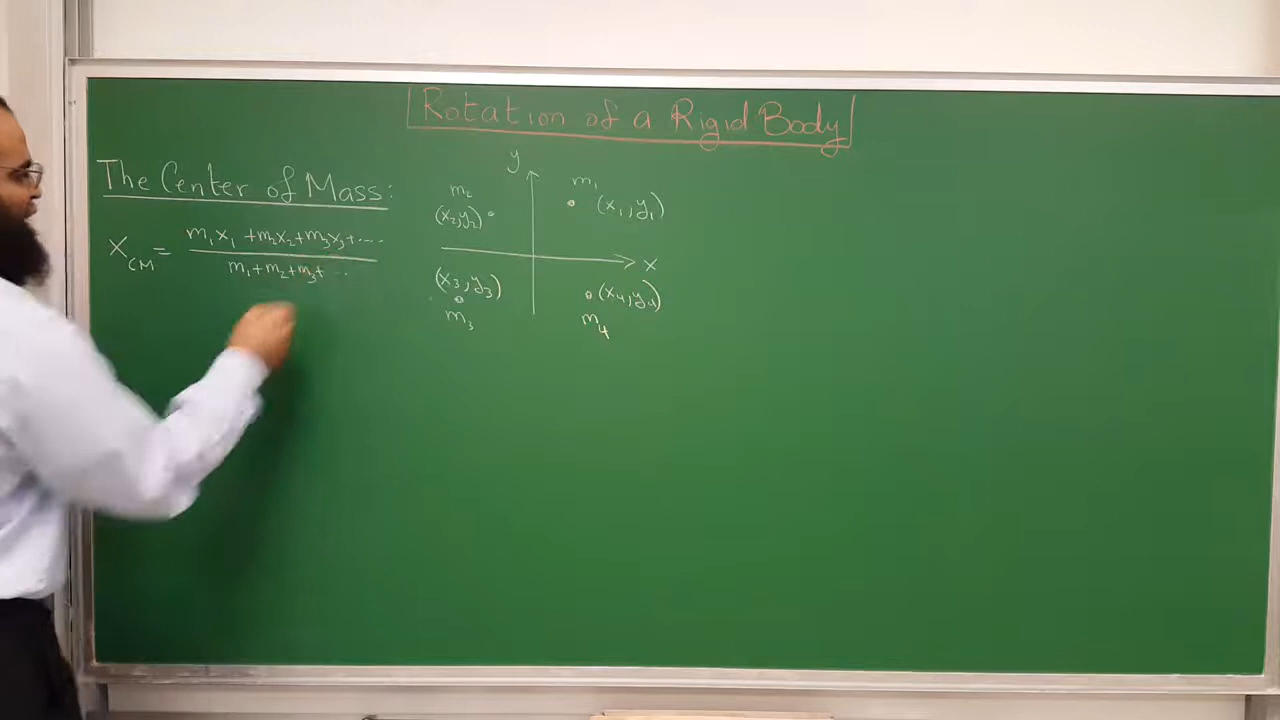 Rotation of a Rigid Body
The Center of Mass:
X_CM = (m₁x₁ + m₂x₂ + m₃x₃ + ....) / (m₁ + m₂ + m₃ + ...)
y
m₂
m₁
(x₂, y₂)
(x₁, y₁)
x
(x₃, y₃)
(x₄, y₄)
m₃
m₄